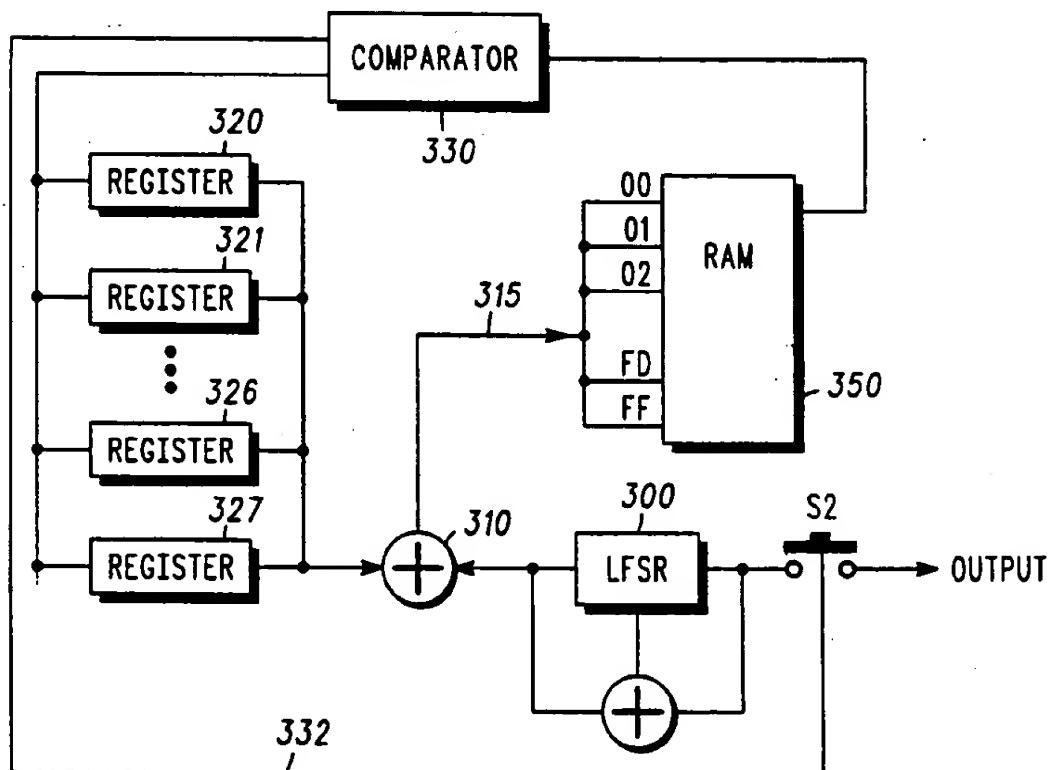 COMPARATOR
330
320
REGISTER
321
REGISTER
326
REGISTER
327
REGISTER
315
310
00
01
02
FD
FF
RAM
350
300
LFSR
S2
OUTPUT
332